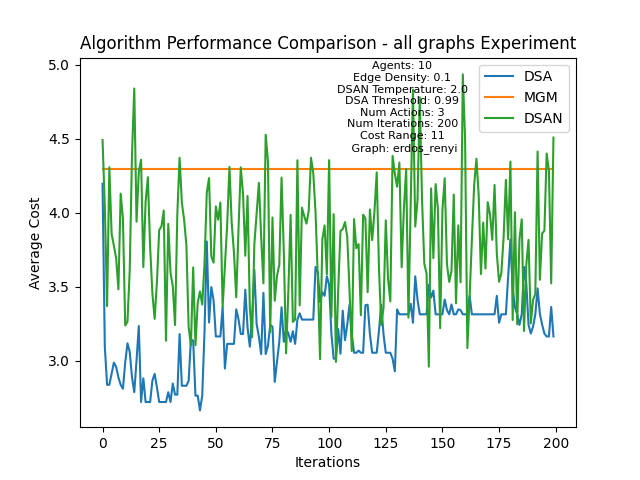 Algorithm Performance Comparison - all graphs Experiment
Agents: 10
Edge Density: 0.1
DSAN Temperature: 2.0
DSA Threshold: 0.99
Num Actions: 3
Num Iterations: 200
Cost Range: 11
Graph: erdos_renyi
DSA
MGM
DSAN
5.0
4.5
4.0
3.5
3.0
Average Cost
0 25 50 75 100 125 150 175 200
Iterations